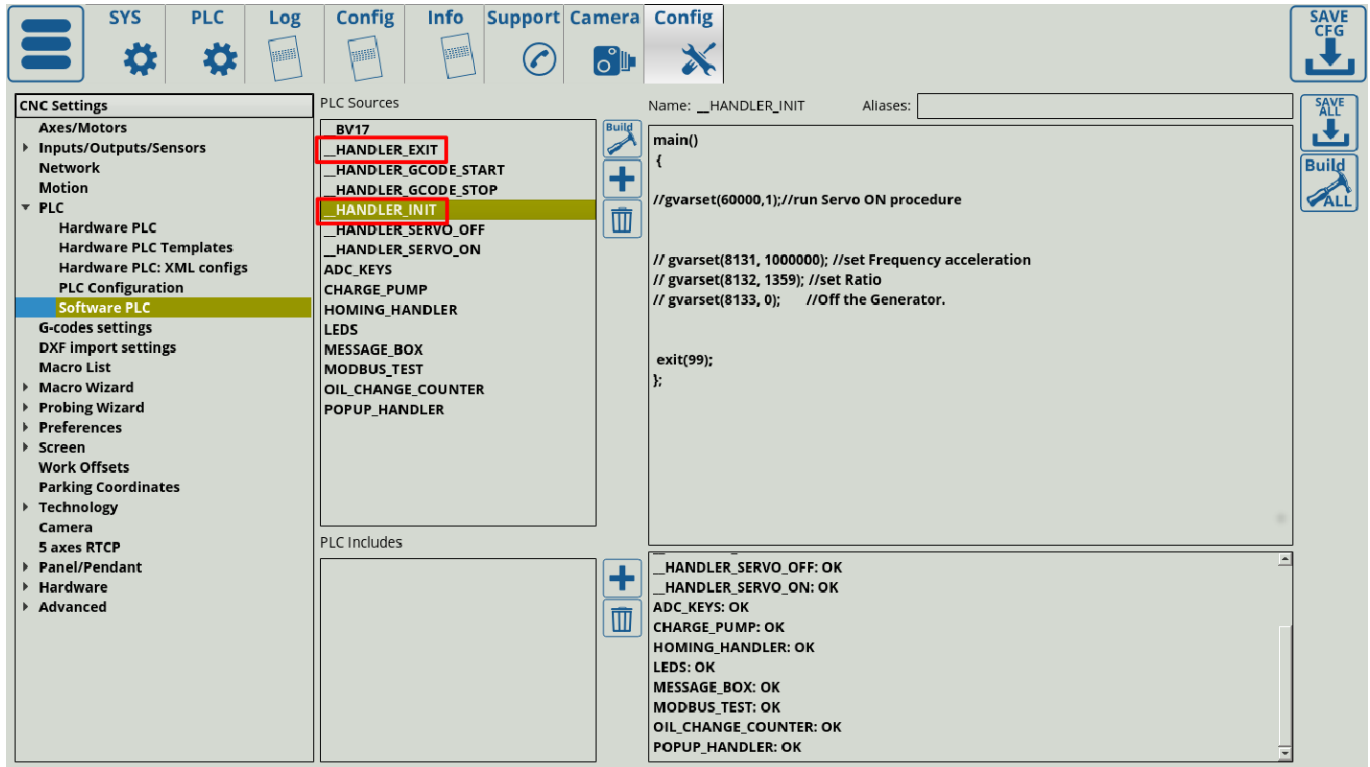 SYS PLC Log Config Info Support Camera Config
SAVE CFG
CNC Settings
Axes/Motors
Inputs/Outputs/Sensors
Network
Motion
PLC
Hardware PLC
Hardware PLC Templates
Hardware PLC: XML configs
PLC Configuration
Software PLC
G-codes settings
DXF import settings
Macro List
Macro Wizard
Probing Wizard
Preferences
Screen
Work Offsets
Parking Coordinates
Technology
Camera
5 axes RTCP
Panel/Pendant
Hardware
Advanced
PLC Sources
__BV17
__HANDLER_EXIT
__HANDLER_GCODE_START
__HANDLER_GCODE_STOP
__HANDLER_INIT
__HANDLER_SERVO_OFF
__HANDLER_SERVO_ON
ADC_KEYS
CHARGE_PUMP
HOMING_HANDLER
LEDS
MESSAGE_BOX
MODBUS_TEST
OIL_CHANGE_COUNTER
POPUP_HANDLER
Build
PLC Includes
Name: __HANDLER_INIT Aliases:
main()
{
//gvarset(60000,1);//run Servo ON procedure
// gvarset(8131, 1000000); //set Frequency acceleration
// gvarset(8132, 1359); //set Ratio
// gvarset(8133, 0); //Off the Generator.
exit(99);
};
__HANDLER_SERVO_OFF: OK
__HANDLER_SERVO_ON: OK
ADC_KEYS: OK
CHARGE_PUMP: OK
HOMING_HANDLER: OK
LEDS: OK
MESSAGE_BOX: OK
MODBUS_TEST: OK
OIL_CHANGE_COUNTER: OK
POPUP_HANDLER: OK
SAVE ALL
Build ALL